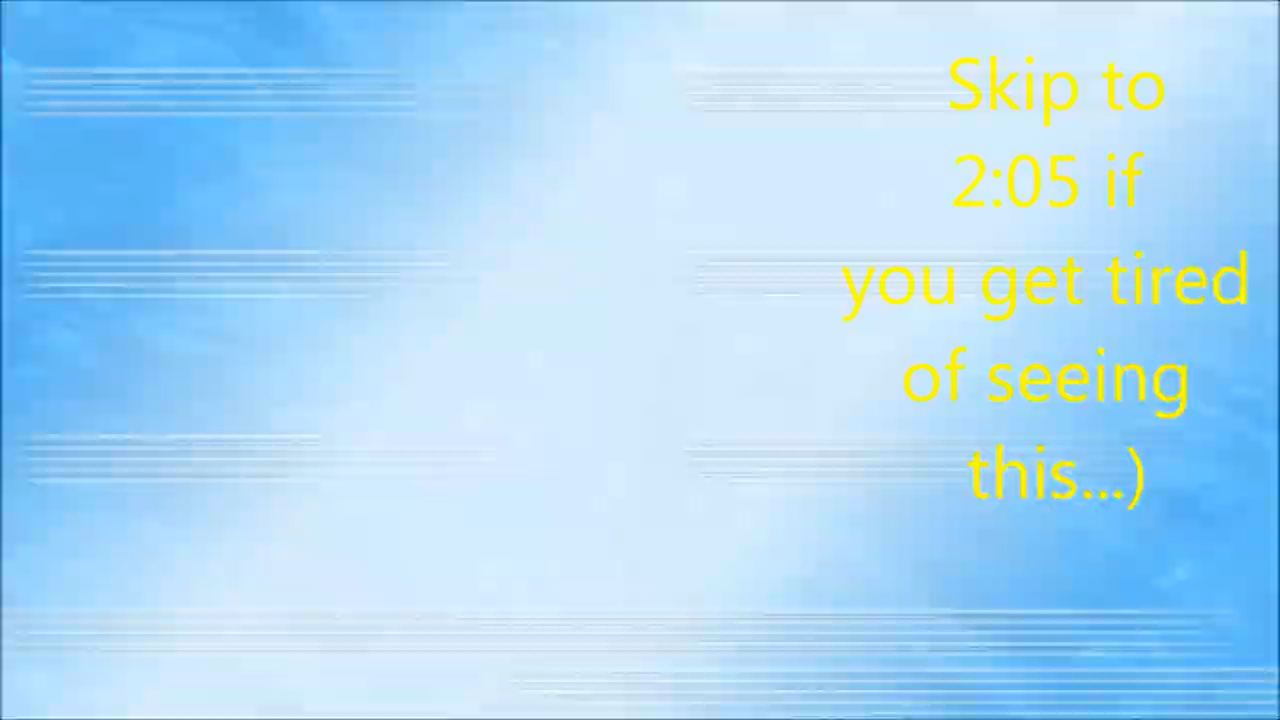 Skip to
2:05 if
you get tired
of seeing
this...)